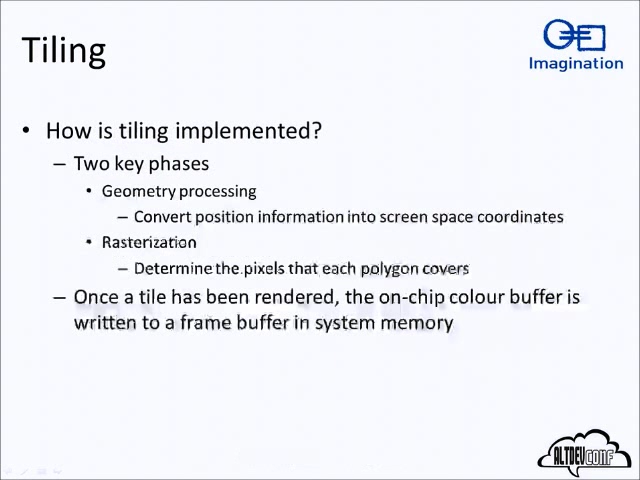 Tiling
Imagination
• How is tiling implemented?
– Two key phases
• Geometry processing
– Convert position information into screen space coordinates
• Rasterization
– Determine the pixels that each polygon covers
– Once a tile has been rendered, the on-chip colour buffer is
written to a frame buffer in system memory
ALTDEVCONF